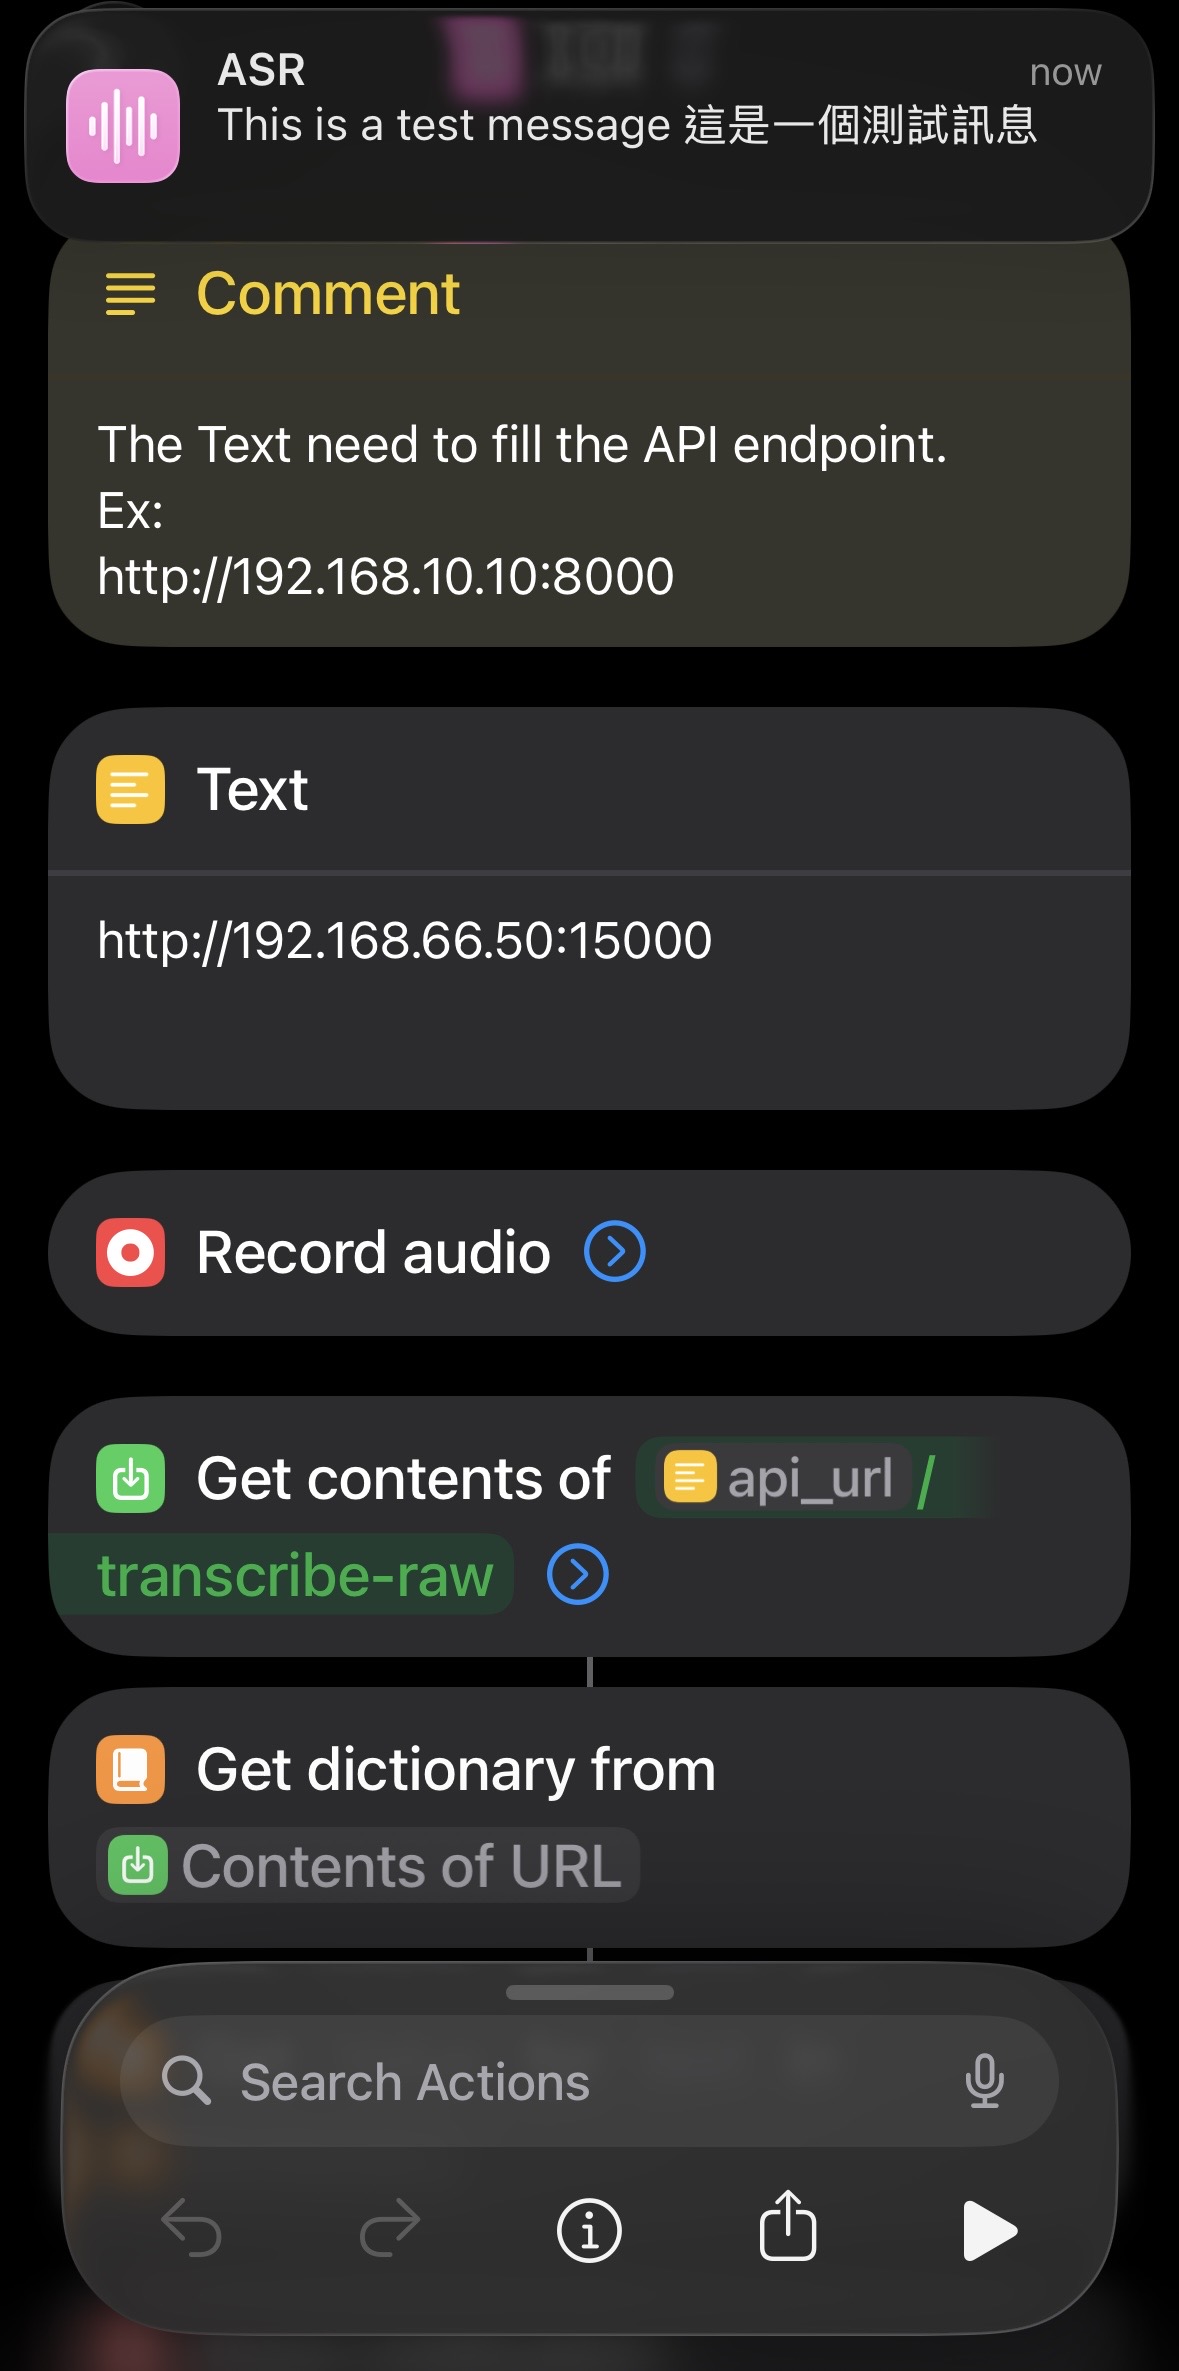 ASR
now
This is a test message 這是一個測試訊息
Comment
The Text need to fill the API endpoint.
Ex:
http://192.168.10.10:8000
Text
http://192.168.66.50:15000
Record audio
Get contents of api_url/
transcribe-raw
Get dictionary from
Contents of URL
Search Actions